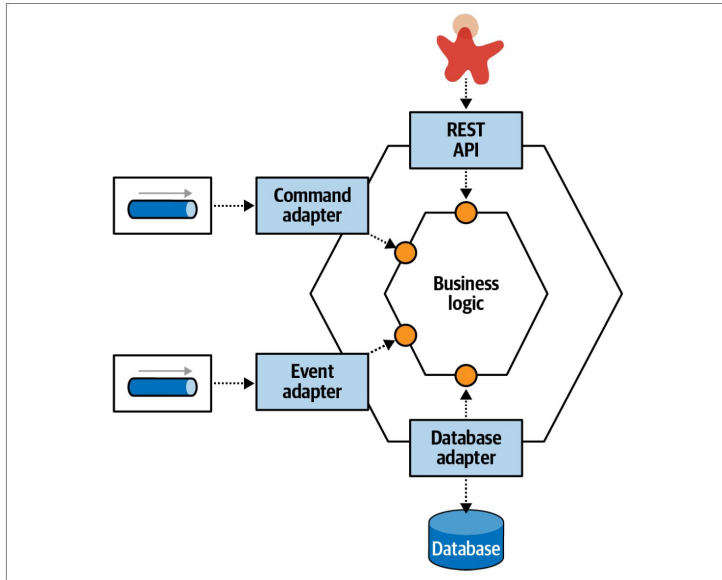 REST
API
Command
adapter
Business
logic
Event
adapter
Database
adapter
Database